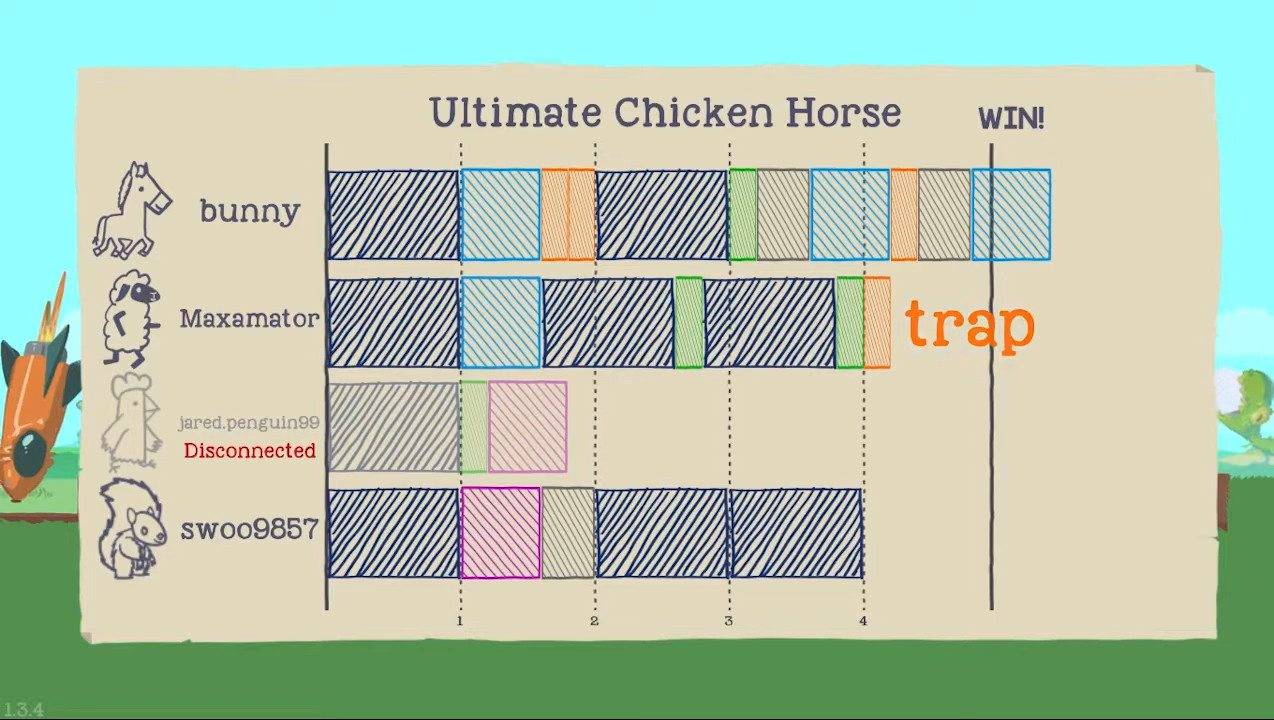 Ultimate Chicken Horse
WIN!
bunny
Maxamator
trap
jared.penguin99
Disconnected
swoo9857
1
2
3
4
1.3.4